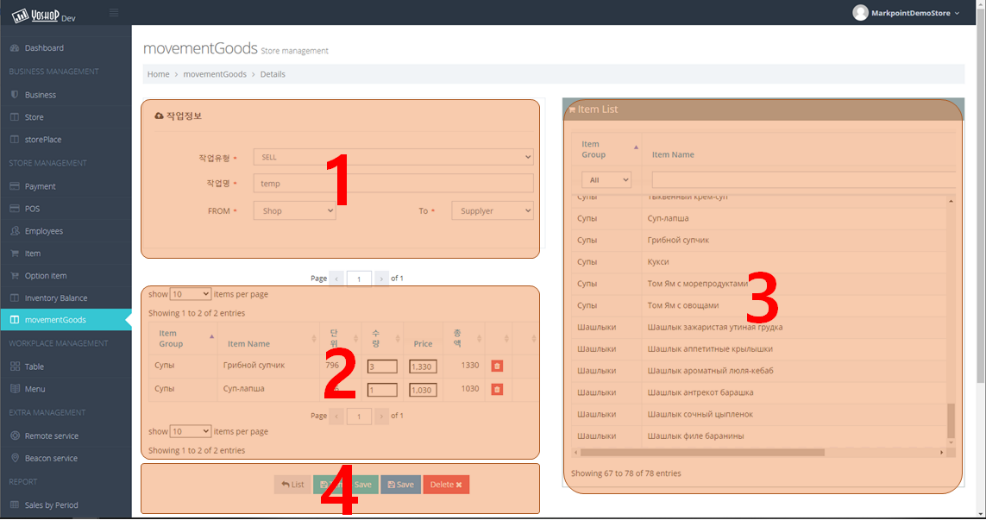 YOSHOP Dev
MarkpointDemoStore
Dashboard
BUSINESS MANAGEMENT
Business
Store
storePlace
STORE MANAGEMENT
Payment
POS
Employees
Item
Option item
Inventory Balance
movementGoods
WORKPLACE MANAGEMENT
Table
Menu
EXTRA MANAGEMENT
Remote service
Beacon service
REPORT
Sales by Period
movementGoods Store management
Home > movementGoods > Details
작업정보
작업유형 * SELL
작업명 * temp
FROM * Shop To * Supplyer
1
Page < 1 > of 1
show 10 items per page
Showing 1 to 2 of 2 entries
Item Group Item Name 단위 수량 Price 총액
Супы Грибной супчик 796 3 1,330 1330
Супы Суп-лапша 1 1,030 1030
2
Page < 1 > of 1
show 10 items per page
Showing 1 to 2 of 2 entries
List Save Save Delete ✖
4
Item List
Item Group Item Name
All
Супы Тыквенный крем-суп
Супы Суп-лапша
Супы Грибной супчик
Супы Кукси
Супы Том Ям с морепродуктами
Супы Том Ям с овощами
Шашлыки Шашлык закаристая утиная грудка
Шашлыки Шашлык аппетитные крылышки
Шашлыки Шашлык ароматный люля-кебаб
Шашлыки Шашлык антрекот барашка
Шашлыки Шашлык сочный цыпленок
Шашлыки Шашлык филе баранины
3
Showing 67 to 78 of 78 entries